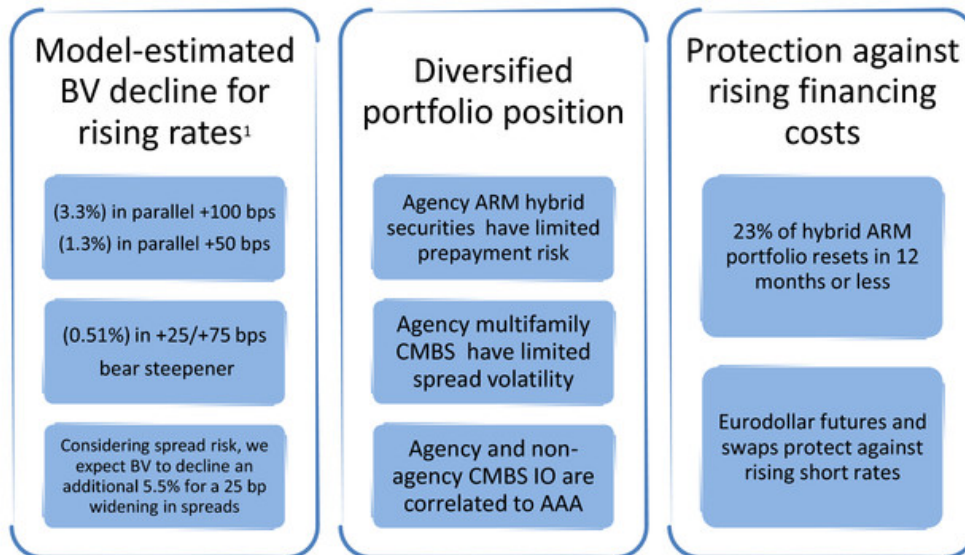 Model-estimated
BV decline for
rising rates¹
(3.3%) in parallel +100 bps
(1.3%) in parallel +50 bps
(0.51%) in +25/+75 bps
bear steepener
Considering spread risk, we
expect BV to decline an
additional 5.5% for a 25 bp
widening in spreads
Diversified
portfolio position
Agency ARM hybrid
securities have limited
prepayment risk
Agency multifamily
CMBS have limited
spread volatility
Agency and non-
agency CMBS IO are
correlated to AAA
Protection against
rising financing
costs
23% of hybrid ARM
portfolio resets in 12
months or less
Eurodollar futures and
swaps protect against
rising short rates